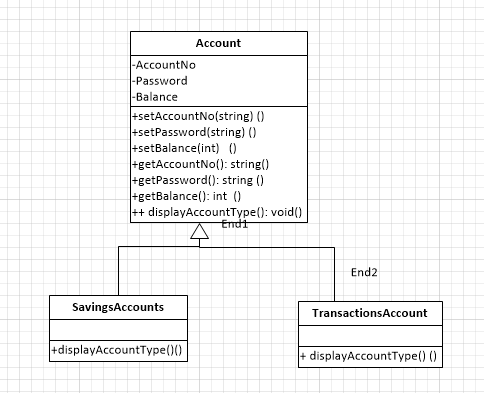 Account
-AccountNo
-Password
-Balance
+setAccountNo(string) ()
+setPassword(string) ()
+setBalance(int) ()
+getAccountNo(): string()
+getPassword(): string ()
+getBalance(): int ()
++ displayAccountType(): void()
End1
End2
SavingsAccounts
+displayAccountType()()
TransactionsAccount
+ displayAccountType() ()